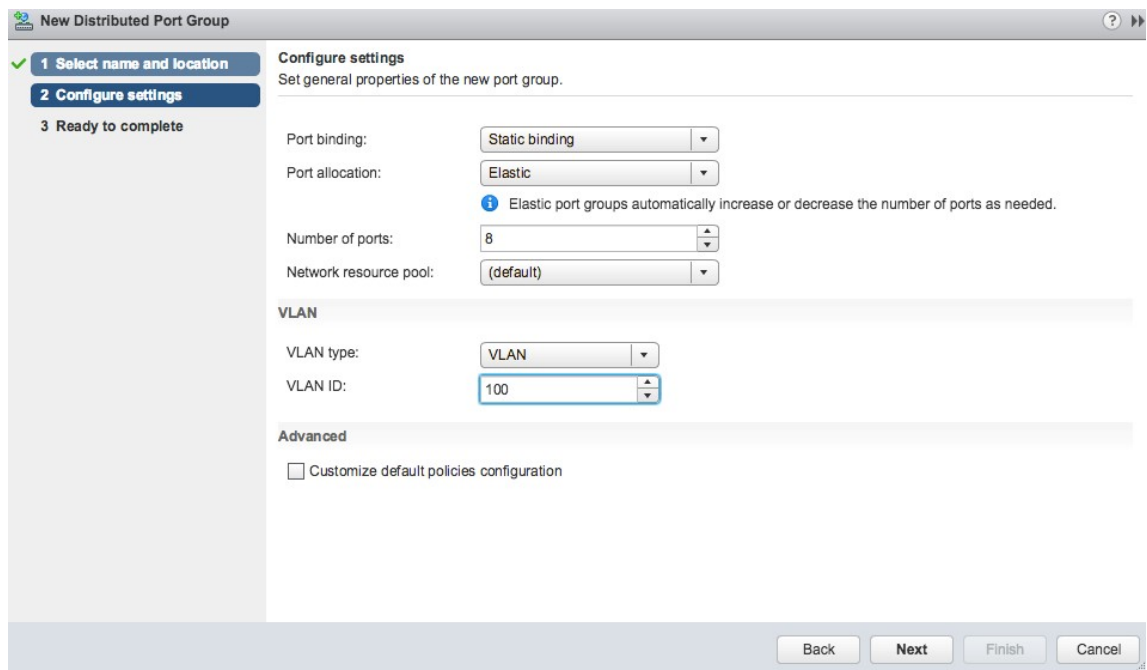 New Distributed Port Group
1 Select name and location
2 Configure settings
3 Ready to complete
Configure settings
Set general properties of the new port group.
Port binding: Static binding
Port allocation: Elastic
Elastic port groups automatically increase or decrease the number of ports as needed.
Number of ports: 8
Network resource pool: (default)
VLAN
VLAN type: VLAN
VLAN ID: 100
Advanced
Customize default policies configuration
Back Next Finish Cancel